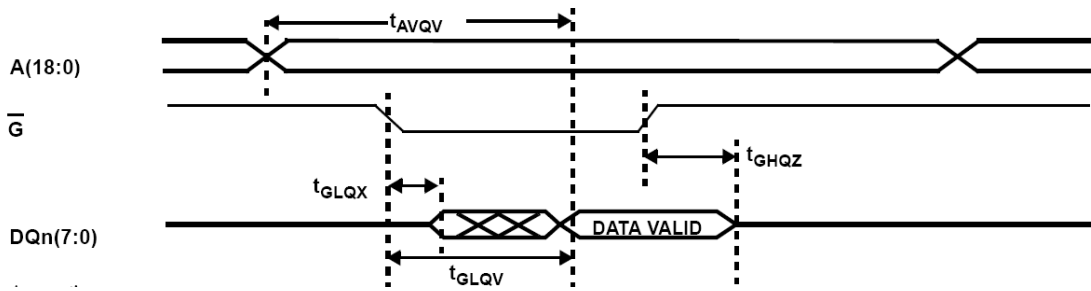 tAVQV
A(18:0)
G
tGHQZ
tGLQX
DQn(7:0)
DATA VALID
tGLQV